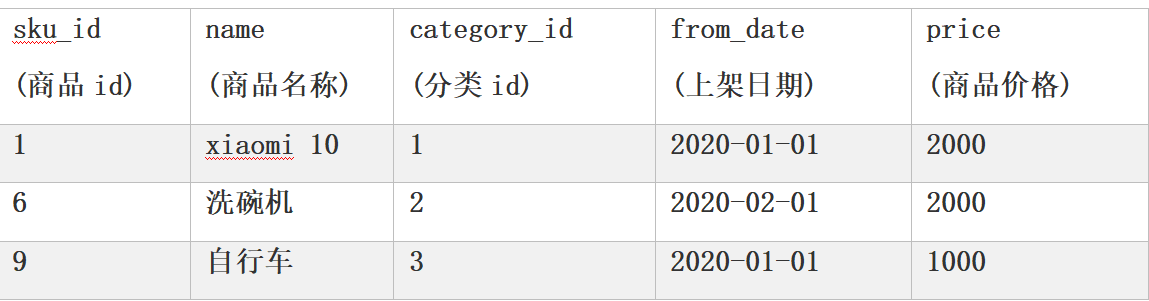 sku_id name category_id from_date price
(商品 id) (商品名称) (分类 id) (上架日期) (商品价格)
1 xiaomi 10 1 2020-01-01 2000
6 洗碗机 2 2020-02-01 2000
9 自行车 3 2020-01-01 1000